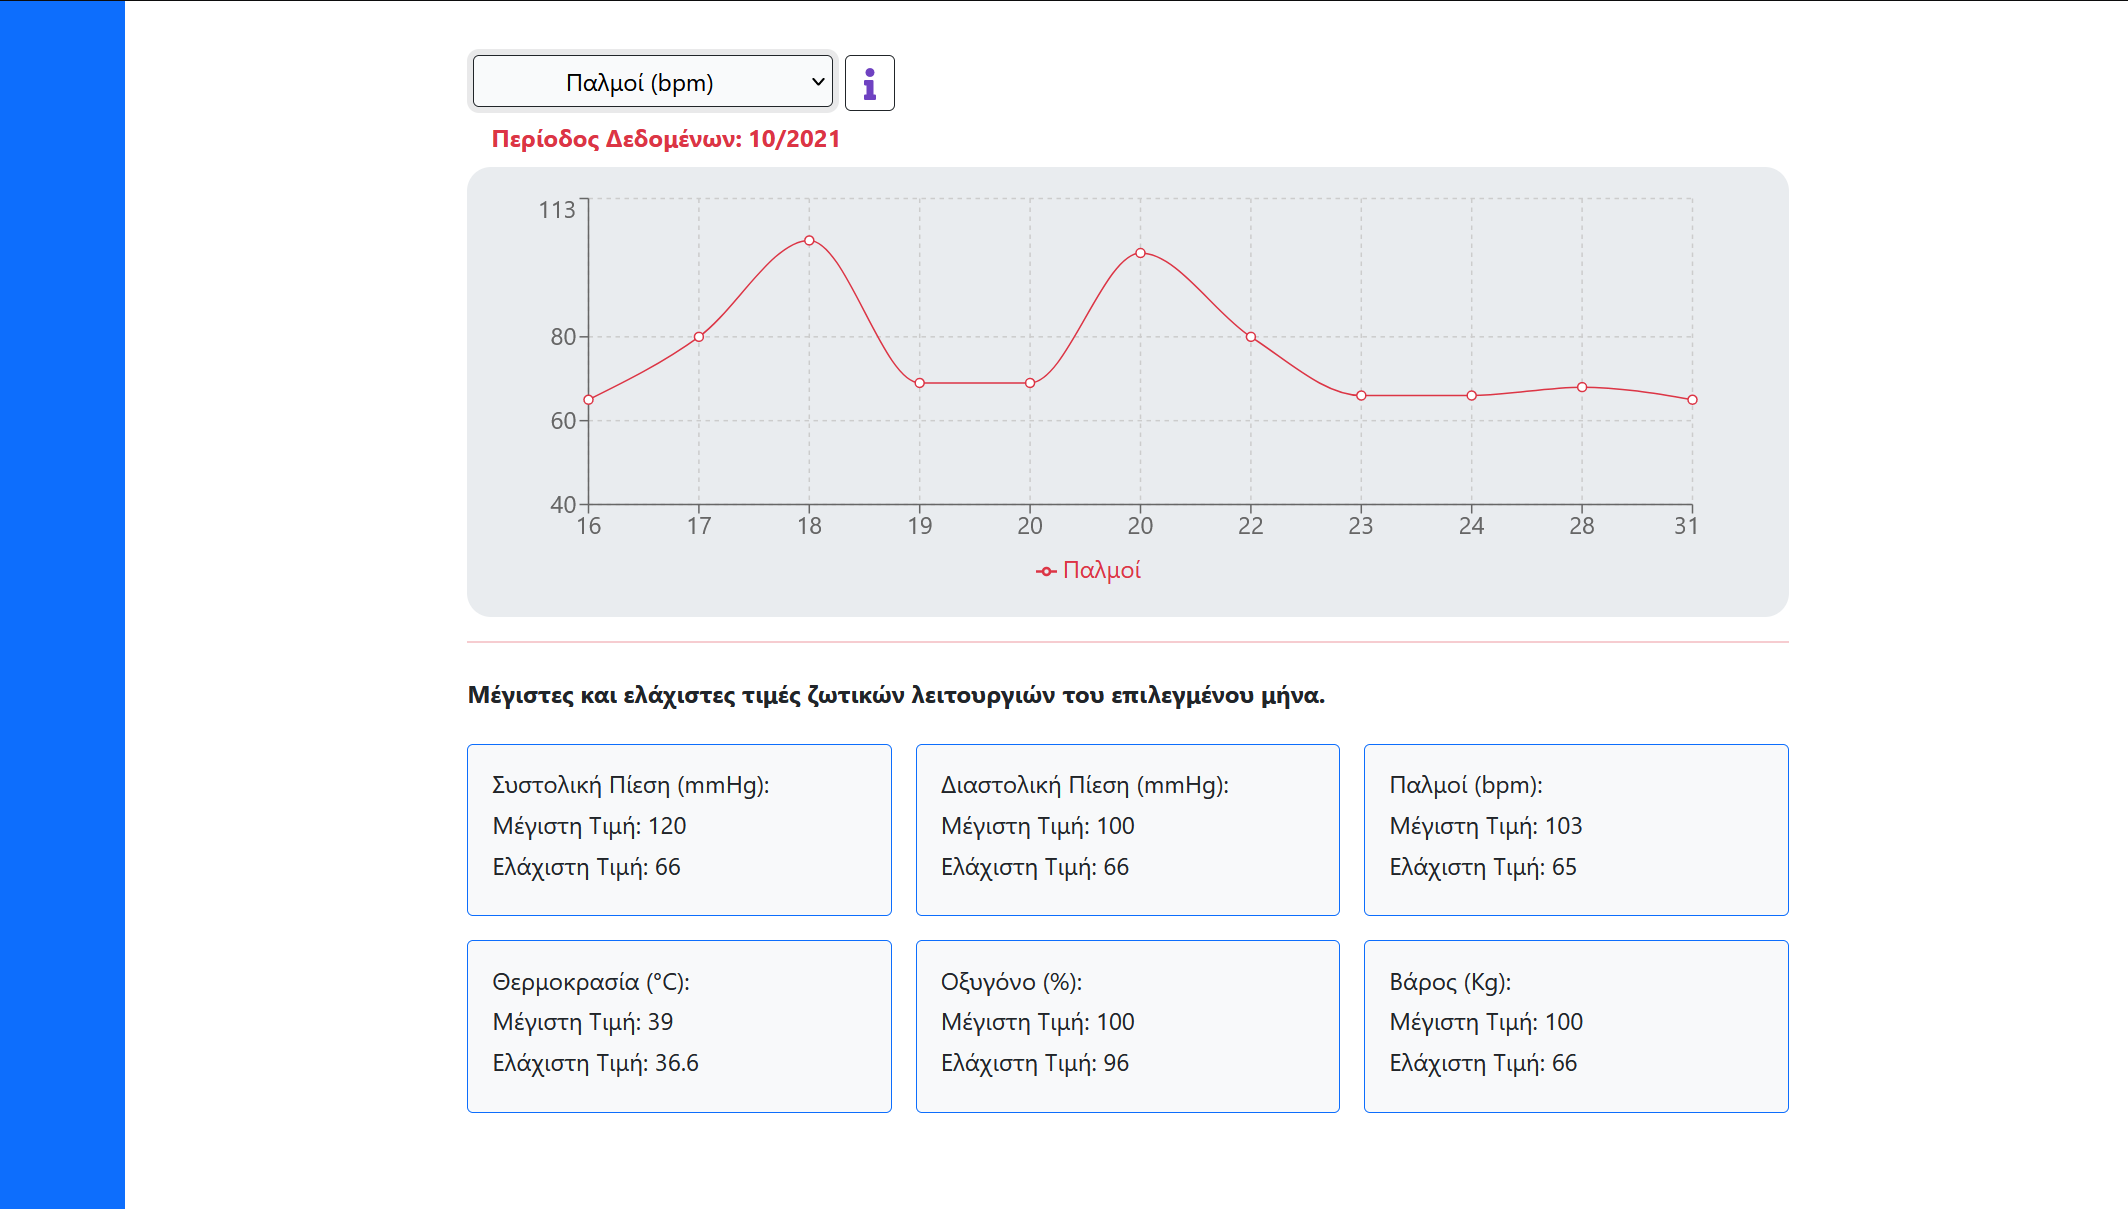 Παλμοί (bpm)
Περίοδος Δεδομένων: 10/2021
113
80
60
40
16 17 18 19 20 20 22 23 24 28 31
Παλμοί
Μέγιστες και ελάχιστες τιμές ζωτικών λειτουργιών του επιλεγμένου μήνα.
Συστολική Πίεση (mmHg):
Μέγιστη Τιμή: 120
Ελάχιστη Τιμή: 66
Διαστολική Πίεση (mmHg):
Μέγιστη Τιμή: 100
Ελάχιστη Τιμή: 66
Παλμοί (bpm):
Μέγιστη Τιμή: 103
Ελάχιστη Τιμή: 65
Θερμοκρασία (°C):
Μέγιστη Τιμή: 39
Ελάχιστη Τιμή: 36.6
Οξυγόνο (%):
Μέγιστη Τιμή: 100
Ελάχιστη Τιμή: 96
Βάρος (Kg):
Μέγιστη Τιμή: 100
Ελάχιστη Τιμή: 66